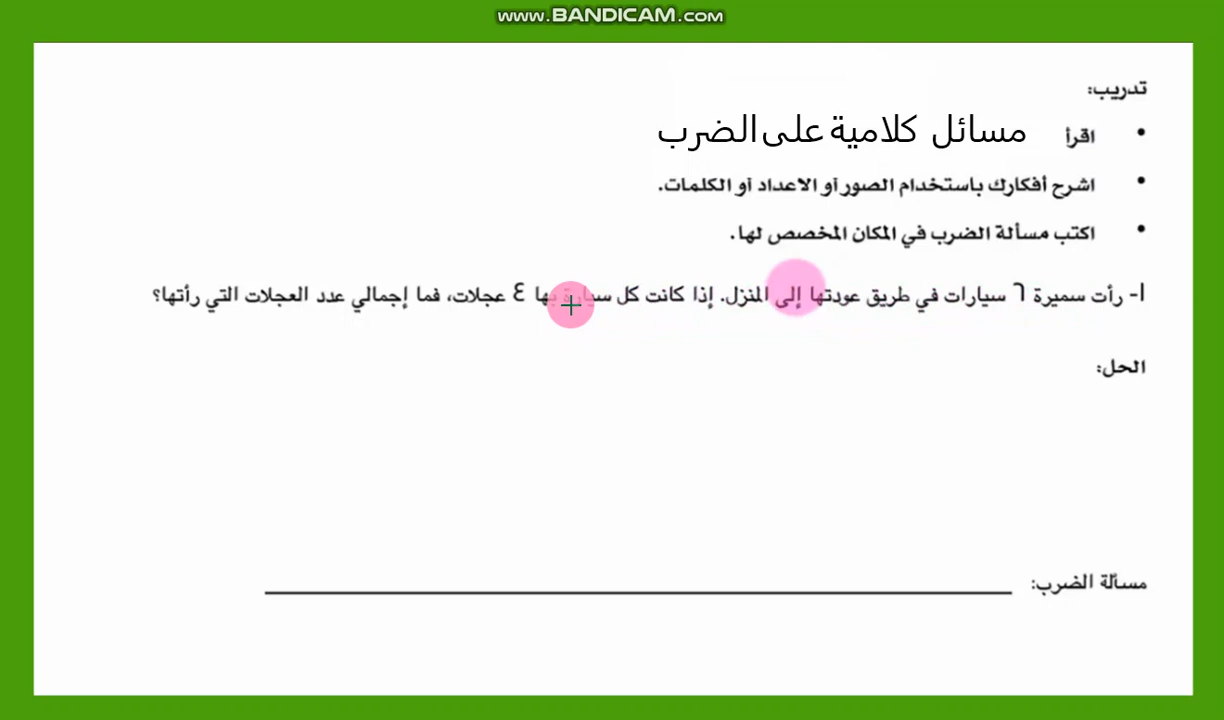 WWW.BANDICAM.COM
تدريب:
• اقرأ مسائل كلامية على الضرب
• اشرح أفكارك باستخدام الصور أو الاعداد أو الكلمات.
• اكتب مسألة الضرب في المكان المخصص لها.
١- رأت سميرة ٦ سيارات في طريق عودتها إلى المنزل. إذا كانت كل سيارة بها ٤ عجلات، فما إجمالي عدد العجلات التي رأتها؟
الحل:
مسألة الضرب: